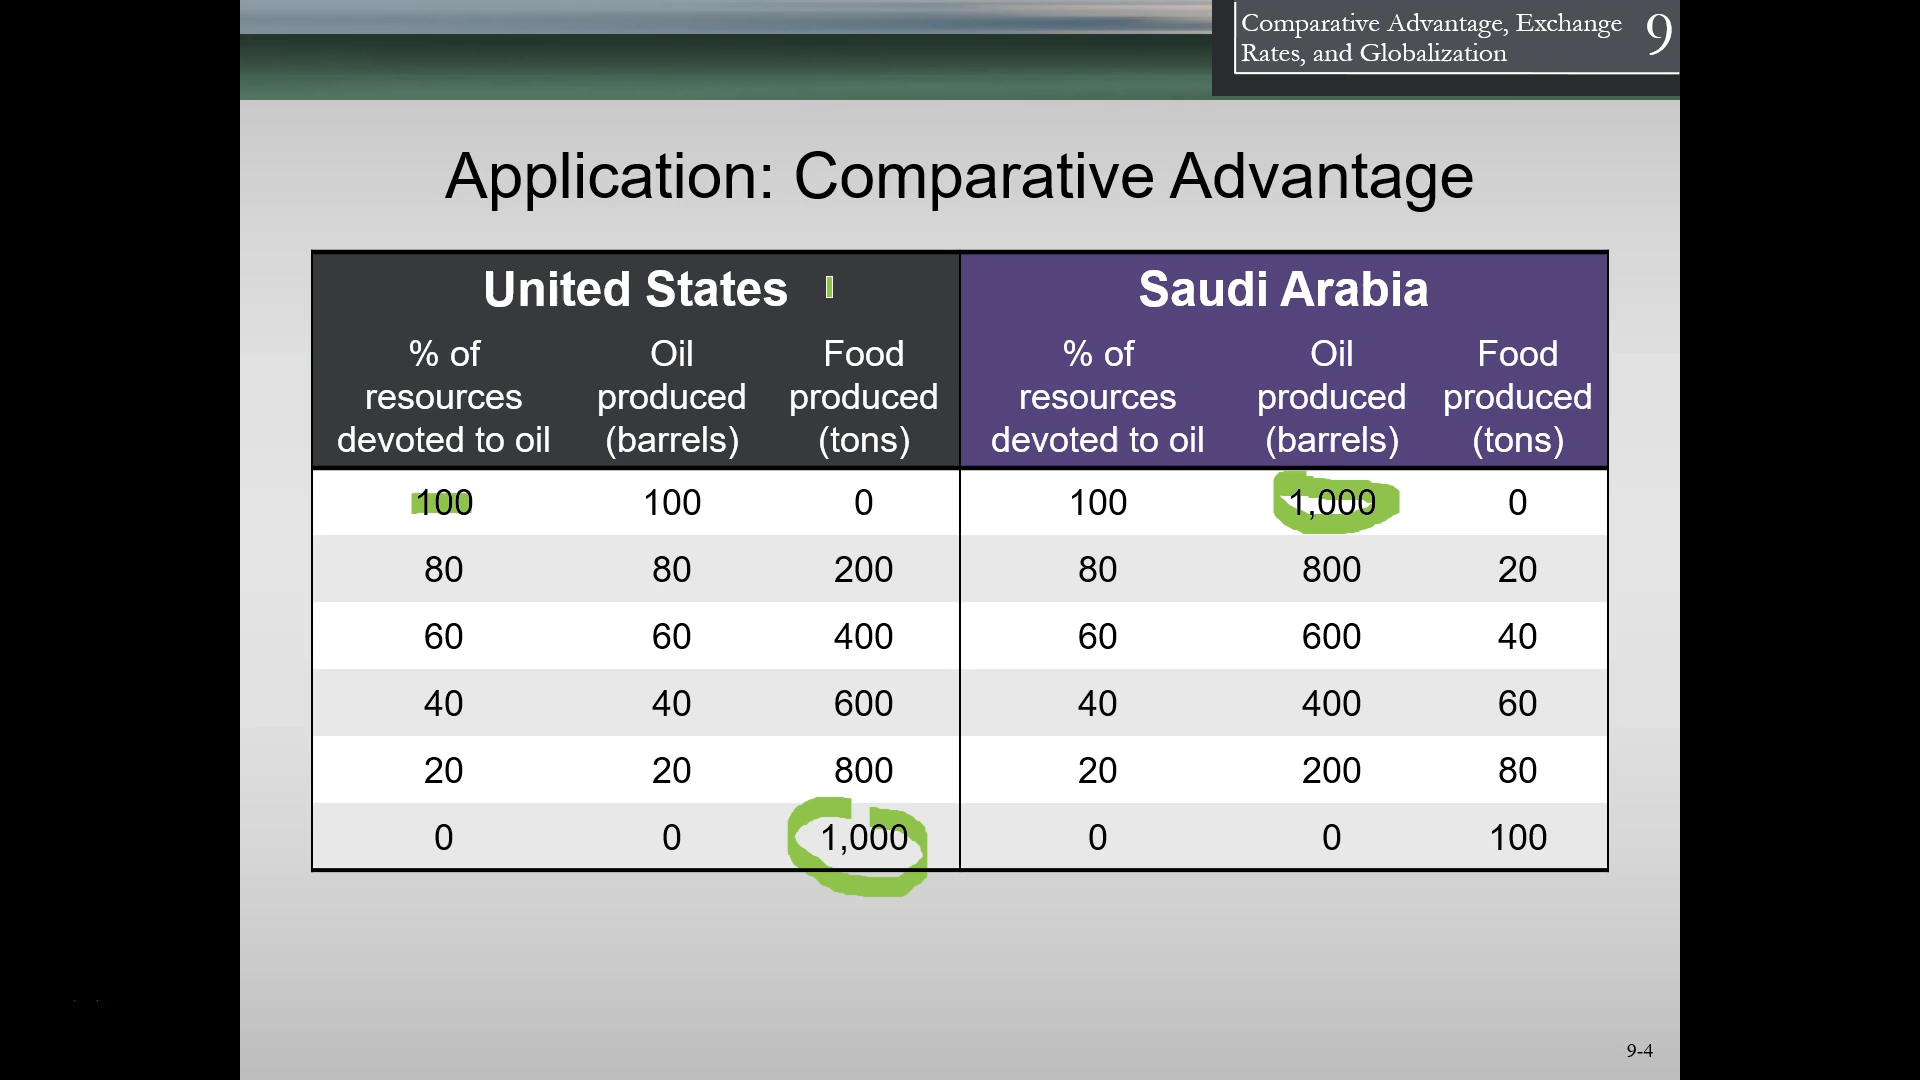 Comparative Advantage, Exchange 9
Rates, and Globalization
Application: Comparative Advantage
United States Saudi Arabia
% of Oil Food % of Oil Food
resources produced produced resources produced produced
devoted to oil (barrels) (tons) devoted to oil (barrels) (tons)
100 100 0 100 1,000 0
80 80 200 80 800 20
60 60 400 60 600 40
40 40 600 40 400 60
20 20 800 20 200 80
0 0 1,000 0 0 100
9-4